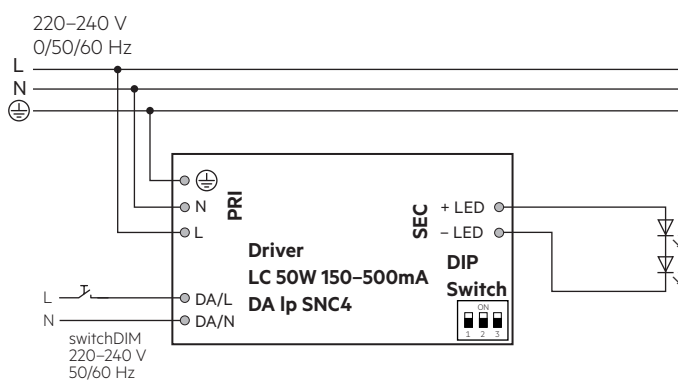 220–240 V
0/50/60 Hz
L
N
PRI
N
L
SEC
+ LED
– LED
Driver
LC 50W 150–500mA
DA lp SNC4
DIP
Switch
ON
1 2 3
L
DA/L
N
DA/N
switchDIM
220–240 V
50/60 Hz